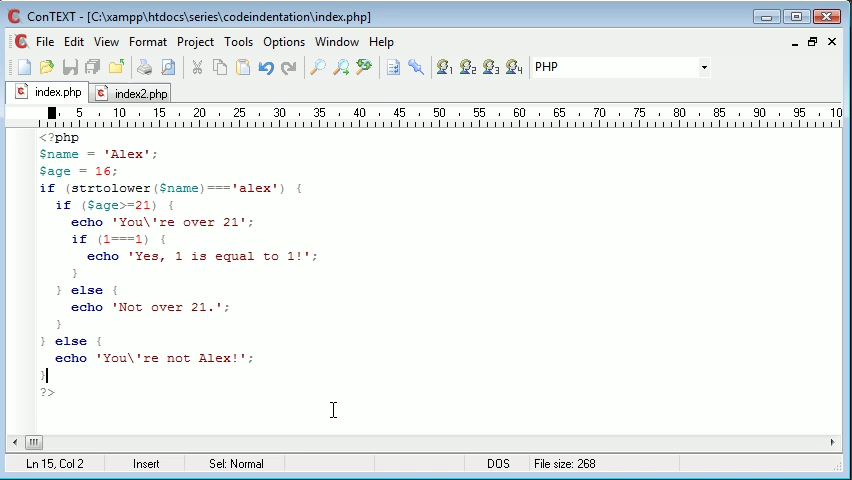 ConTEXT - [C:\xampp\htdocs\series\codeindentation\index.php]
File Edit View Format Project Tools Options Window Help
1 2 3 4 PHP
index.php index2.php
5 10 15 20 25 30 35 40 45 50 55 60 65 70 75 80 85 90 95 10
<?php
$name = 'Alex';
$age = 16;
if (strtolower($name)==='alex') {
  if ($age>=21) {
    echo 'You\'re over 21';
    if (1===1) {
      echo 'Yes, 1 is equal to 1!';
    }
  } else {
    echo 'Not over 21.';
  }
} else {
  echo 'You\'re not Alex!';
}
?>
Ln 15, Col 2 Insert Sel: Normal DOS File size: 268